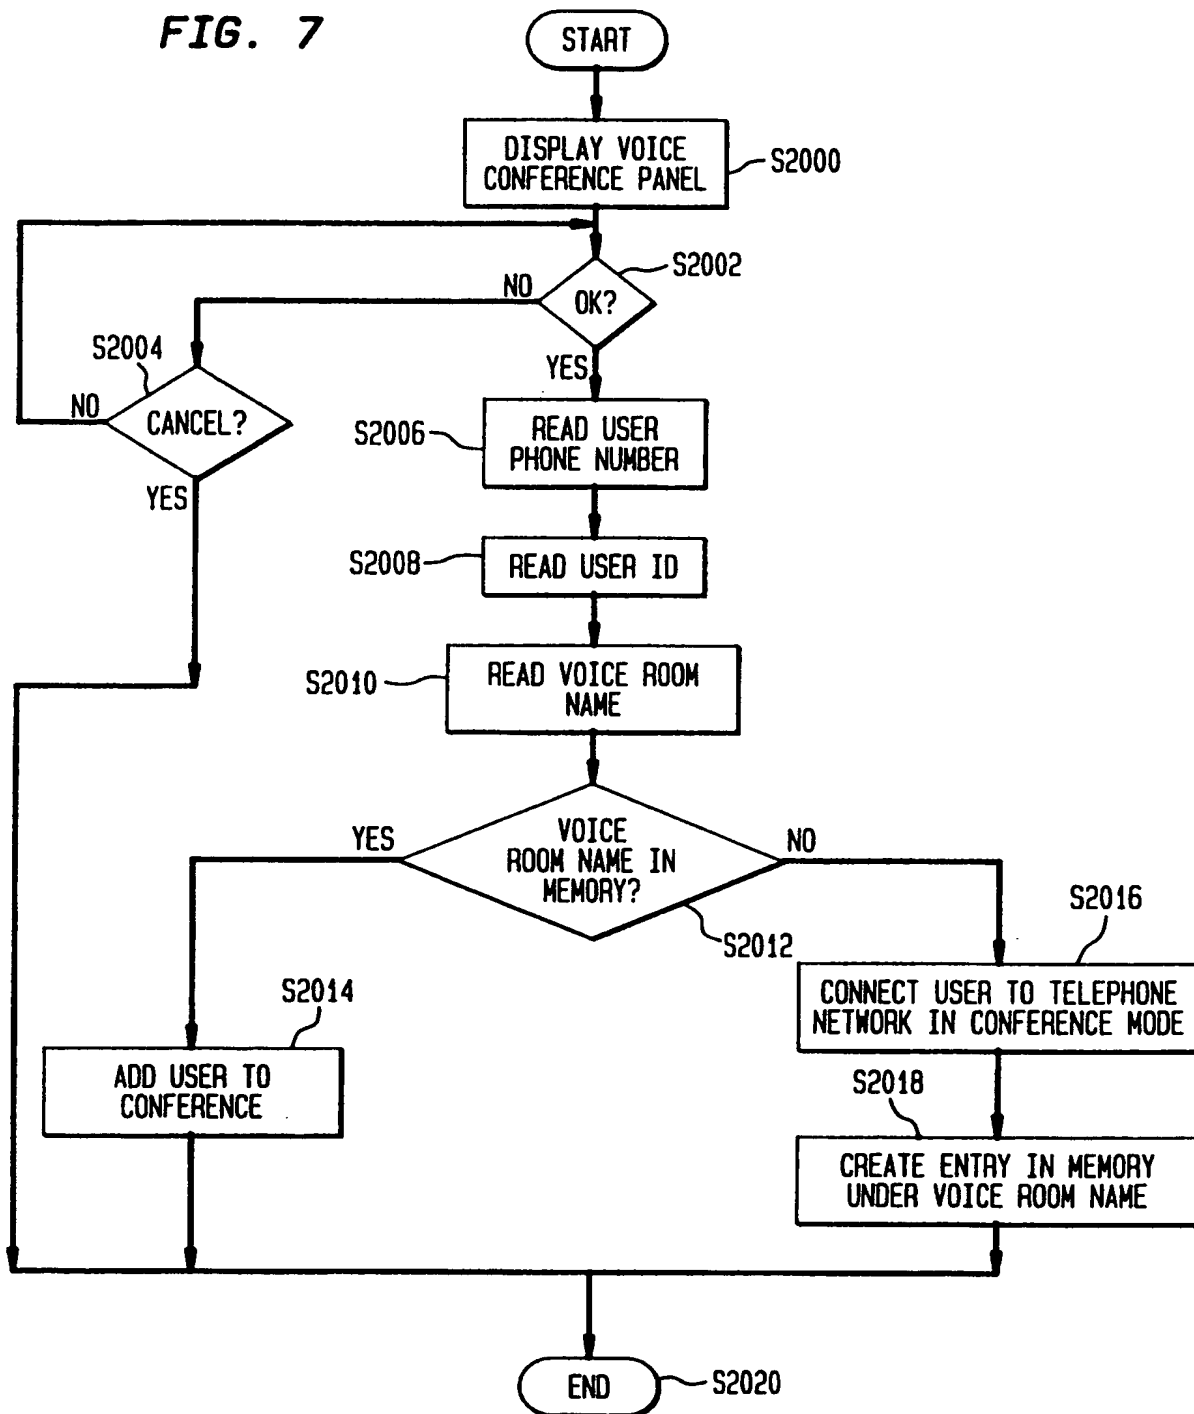 FIG. 7
START
DISPLAY VOICE
CONFERENCE PANEL
S2000
S2002
NO
OK?
S2004
YES
NO
CANCEL?
S2006
READ USER
PHONE NUMBER
YES
S2008
READ USER ID
S2010
READ VOICE ROOM
NAME
YES
VOICE
ROOM NAME IN
MEMORY?
NO
S2012
S2016
S2014
CONNECT USER TO TELEPHONE
NETWORK IN CONFERENCE MODE
ADD USER TO
CONFERENCE
S2018
CREATE ENTRY IN MEMORY
UNDER VOICE ROOM NAME
END
S2020